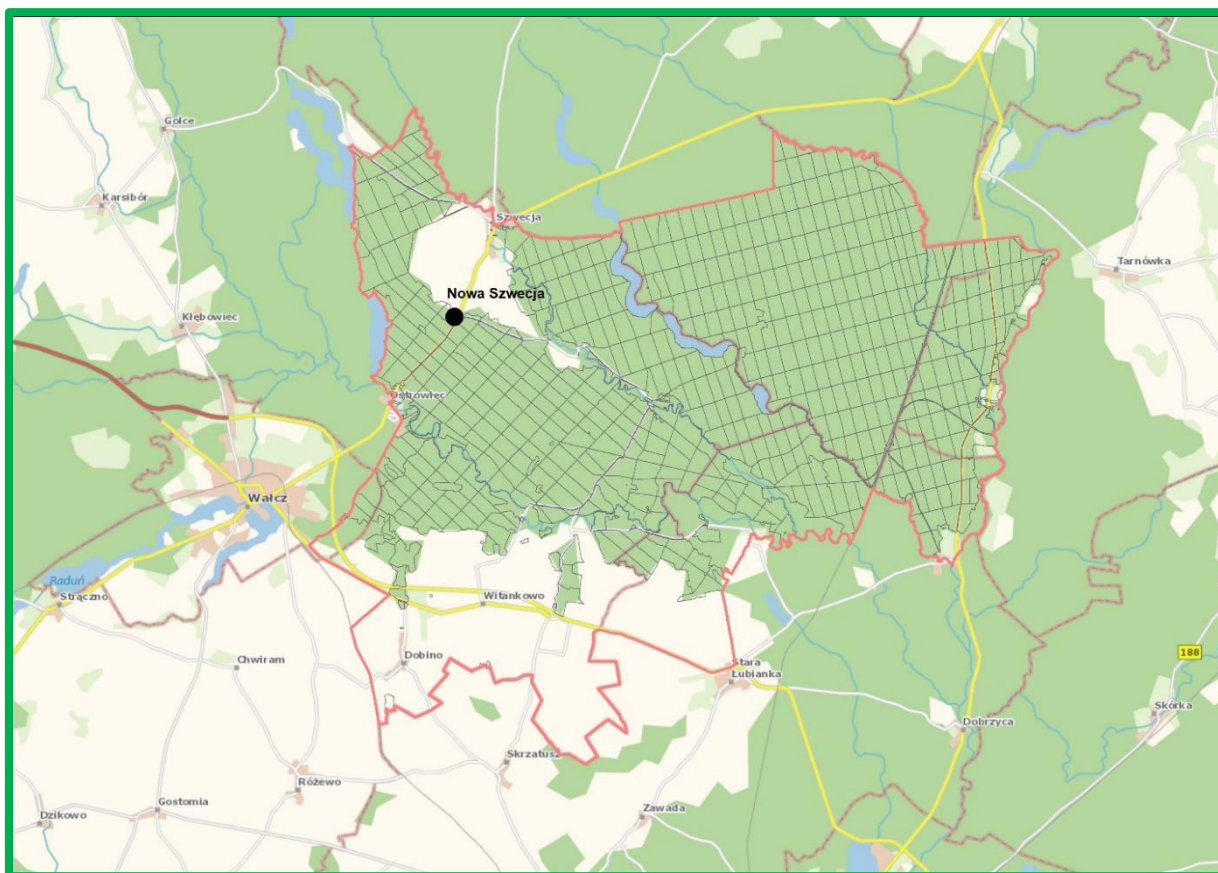 Golce
Karsibór
Szwecja
Tarnówka
Nowa Szwecja
Kłębowiec
Ostrowiec
Wałcz
Raduń
Strączno
Witankowo
Chwiram
Dobino
Stara
Łubianka
188
Skórka
Dobrzyca
Skrzatusz
Różewo
Gostomia
Zawada
Dzikowo